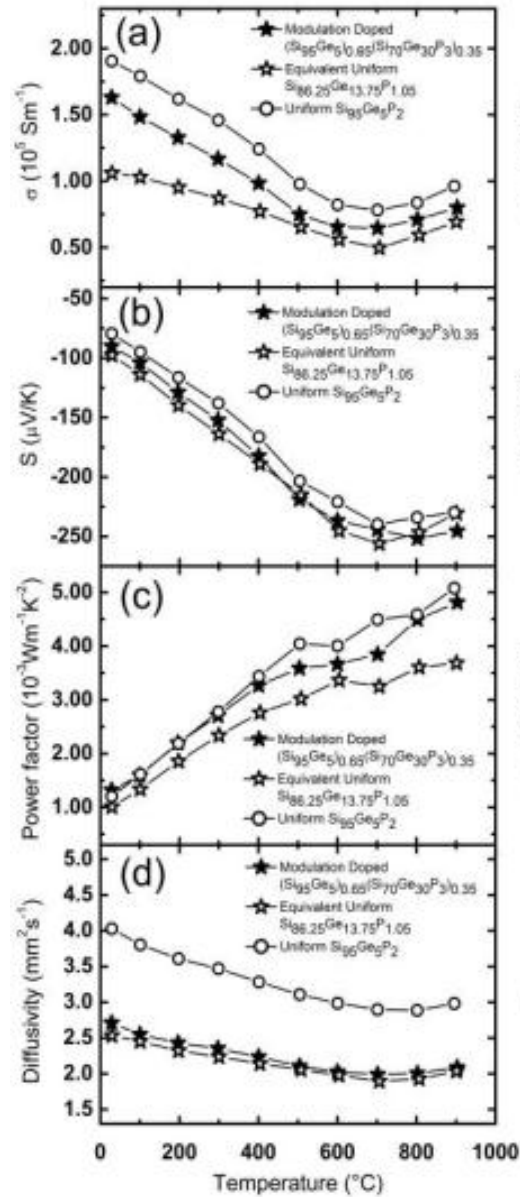 (a)
★ Modulation Doped
(Si95Ge5)0.65(Si70Ge30P3)0.35
☆ Equivalent Uniform
Si86.25Ge13.75P1.05
○ Uniform Si95Ge5P2
2.00
1.50
1.00
0.50
σ (10⁵ Sm⁻¹)
-50
(b)
★ Modulation Doped
(Si95Ge5)0.65(Si70Ge30P3)0.35
☆ Equivalent Uniform
Si86.25Ge13.75P1.05
○ Uniform Si95Ge5P2
-100
-150
-200
-250
S (μV/K)
(c)
5.00
4.00
3.00
2.00
1.00
Power factor (10⁻³Wm⁻¹K⁻²)
★ Modulation Doped
(Si95Ge5)0.65(Si70Ge30P3)0.35
☆ Equivalent Uniform
Si86.25Ge13.75P1.05
○ Uniform Si95Ge5P2
5.0
(d)
★ Modulation Doped
(Si95Ge5)0.65(Si70Ge30P3)0.35
☆ Equivalent Uniform
Si86.25Ge13.75P1.05
○ Uniform Si95Ge5P2
4.5
4.0
3.5
3.0
2.5
2.0
1.5
Diffusivity (mm²s⁻¹)
0 200 400 600 800 1000
Temperature (°C)